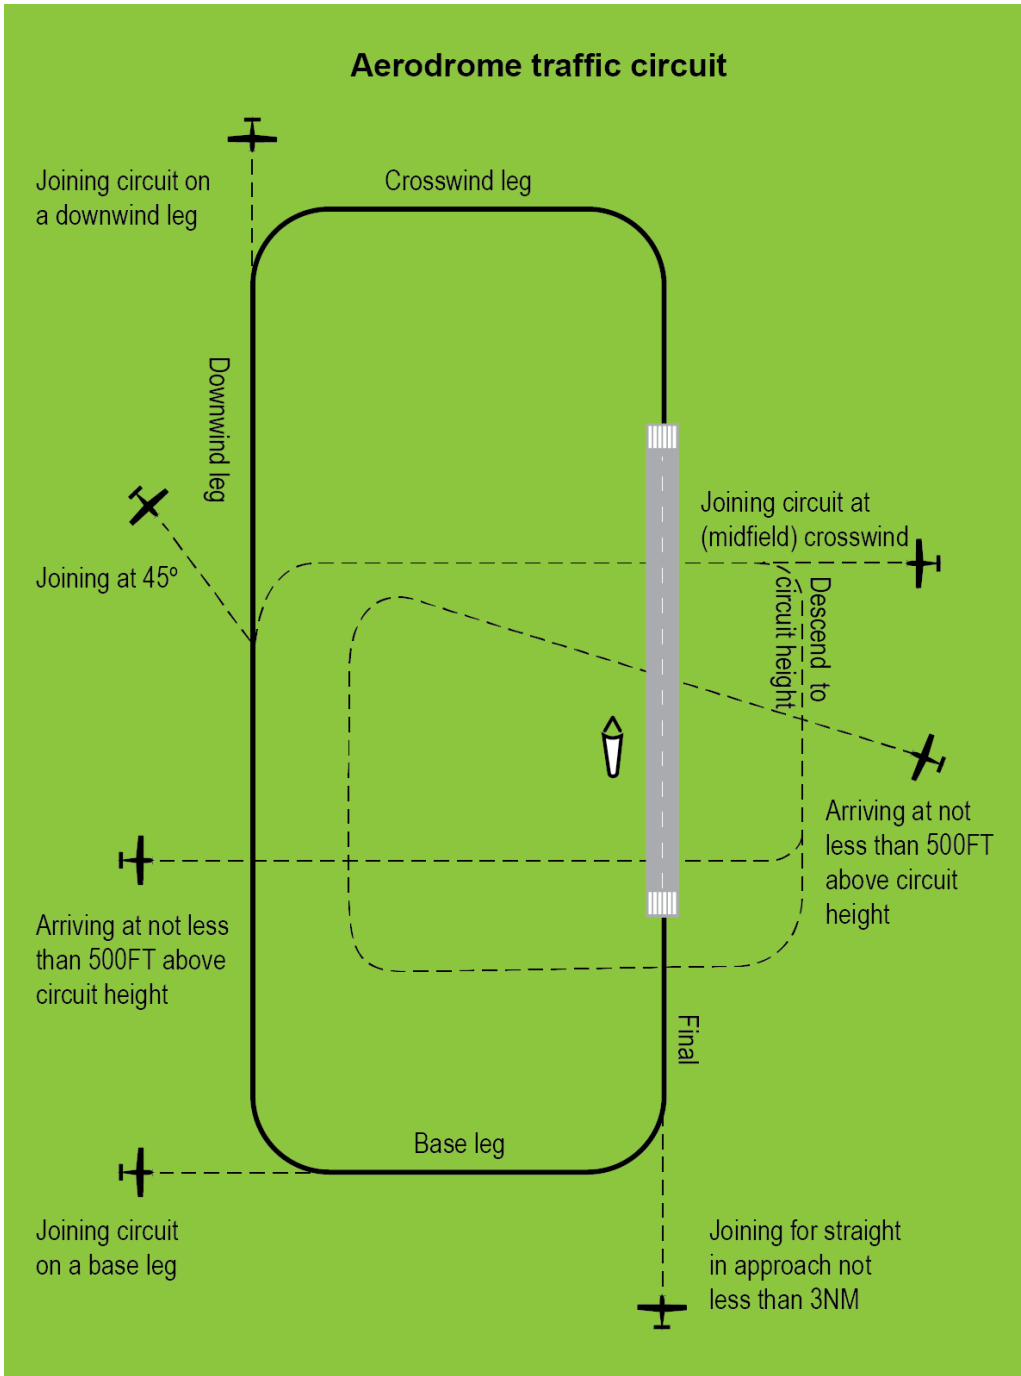 Aerodrome traffic circuit
Joining circuit on
a downwind leg
Crosswind leg
Downwind leg
Joining circuit at
(midfield) crosswind
Joining at 45º
Descend to
circuit height
Arriving at not
less than 500FT
above circuit
height
Arriving at not less
than 500FT above
circuit height
Final
Base leg
Joining circuit
on a base leg
Joining for straight
in approach not
less than 3NM